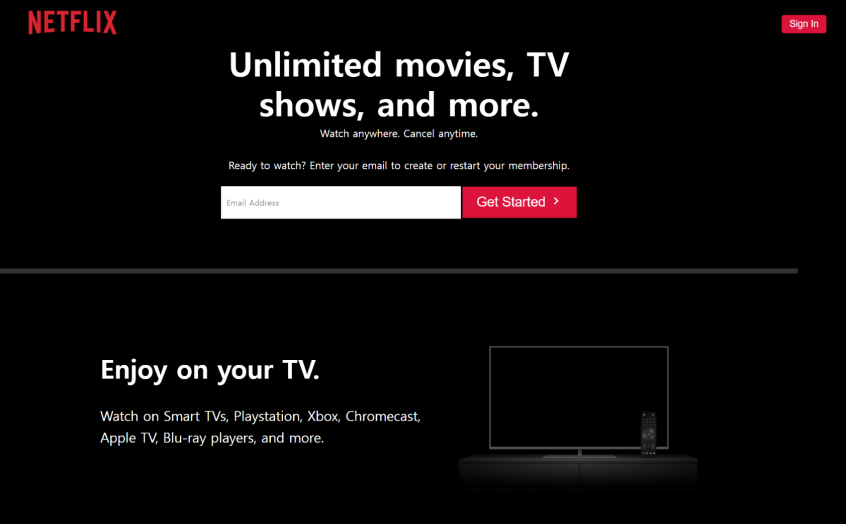 NETFLIX
Sign In
Unlimited movies, TV
shows, and more.
Watch anywhere. Cancel anytime.
Ready to watch? Enter your email to create or restart your membership.
Email Address
Get Started
Enjoy on your TV.
Watch on Smart TVs, Playstation, Xbox, Chromecast,
Apple TV, Blu-ray players, and more.